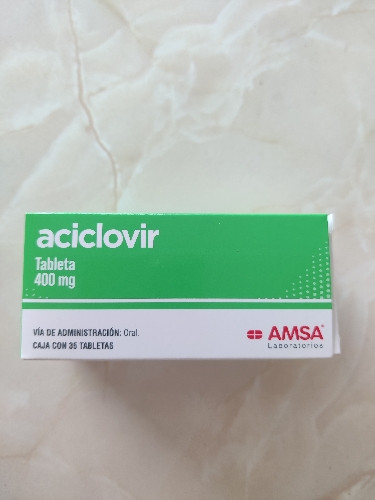 aciclovir
Tableta
400 mg
VÍA DE ADMINISTRACIÓN: Oral.
CAJA CON 35 TABLETAS
AMSA®
Laboratorios